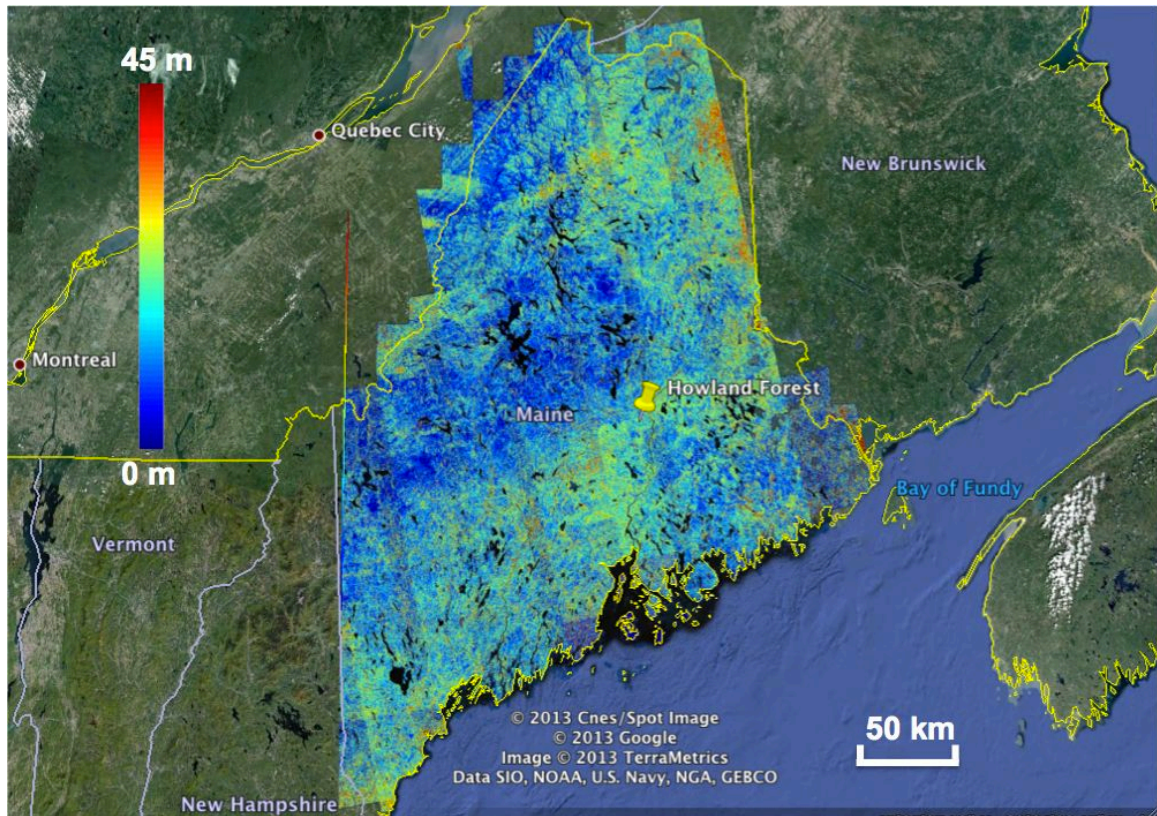 45 m
Quebec City
New Brunswick
Montreal
Howland Forest
Maine
0 m
Bay of Fundy
Vermont
© 2013 Cnes/Spot Image
© 2013 Google
Image © 2013 TerraMetrics
Data SIO, NOAA, U.S. Navy, NGA, GEBCO
50 km
New Hampshire